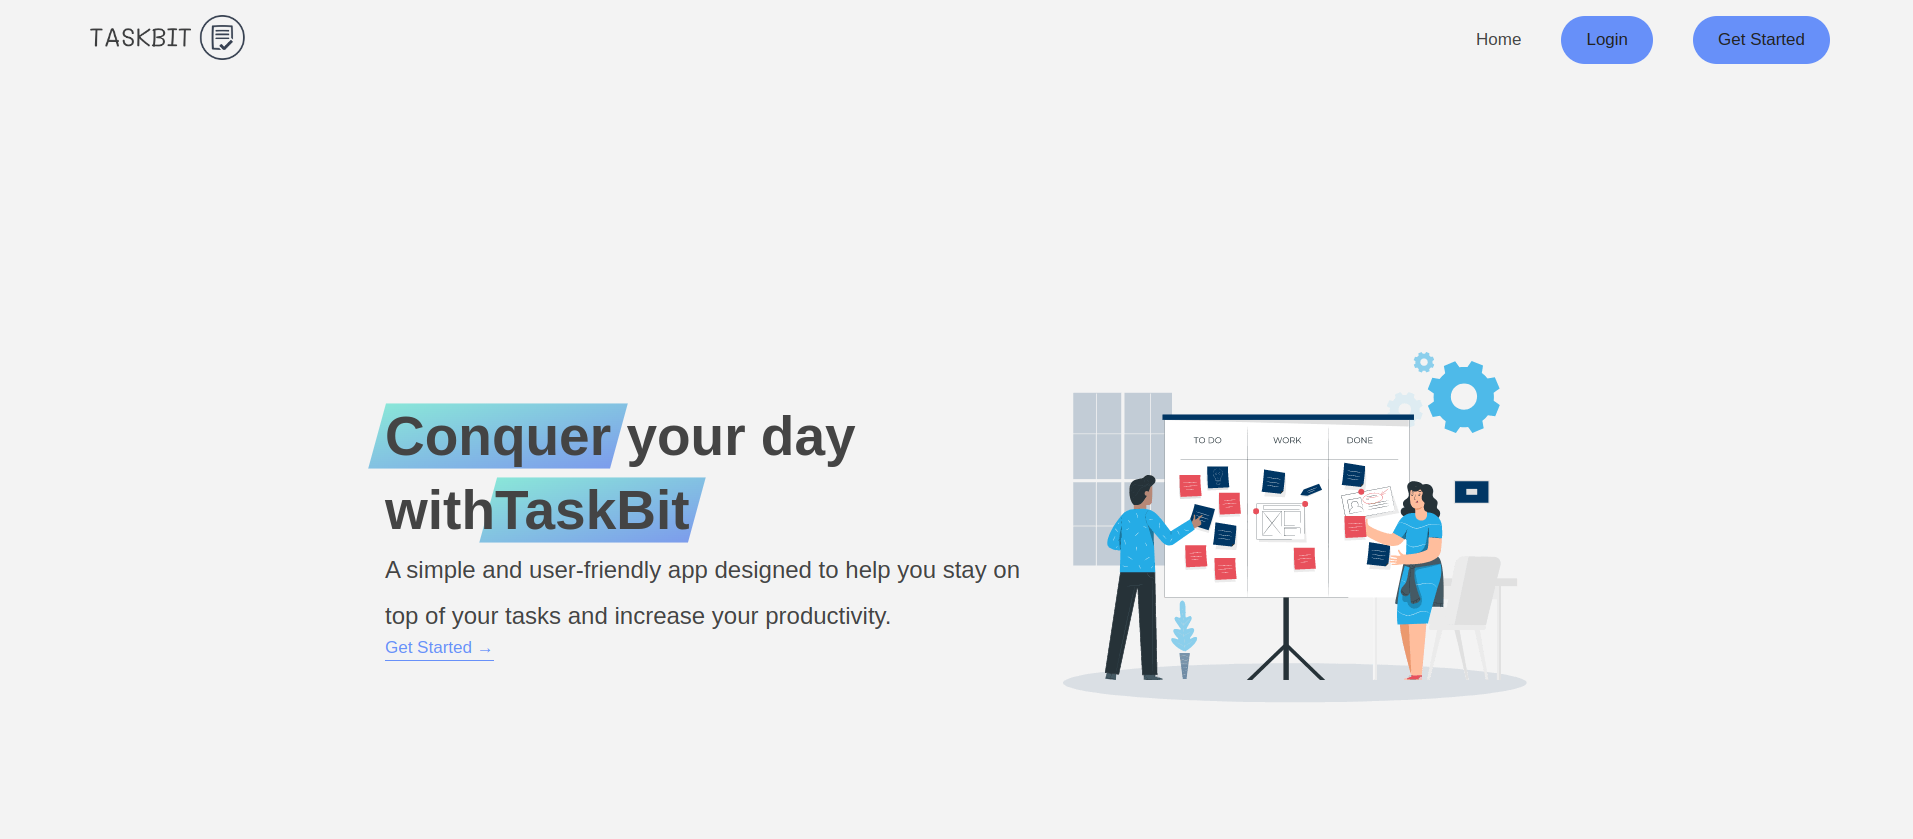 TASKBIT
Home
Login
Get Started
Conquer your day
withTaskBit
A simple and user-friendly app designed to help you stay on
top of your tasks and increase your productivity.
Get Started →
TO DO
WORK
DONE